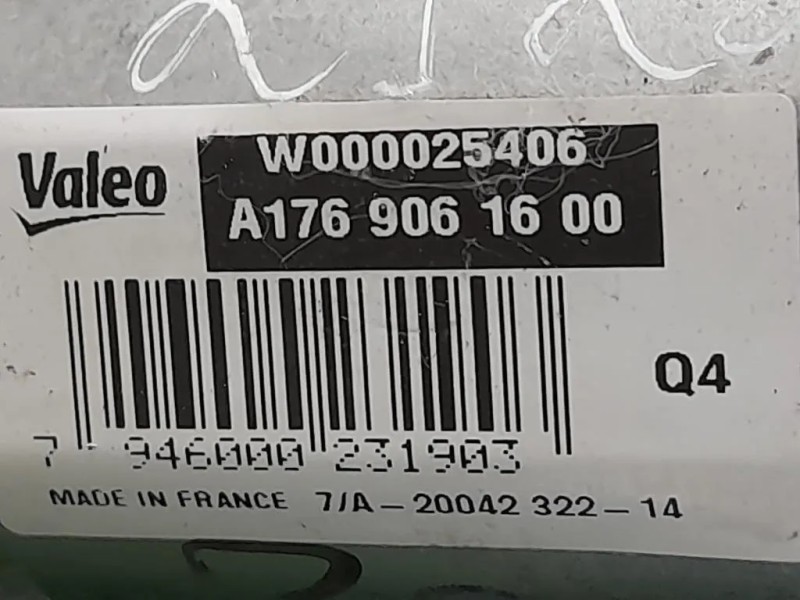 Valeo
W000025406
A176 906 16 00
Q4
7 946000 231903
MADE IN FRANCE 7/A-20042 322-14